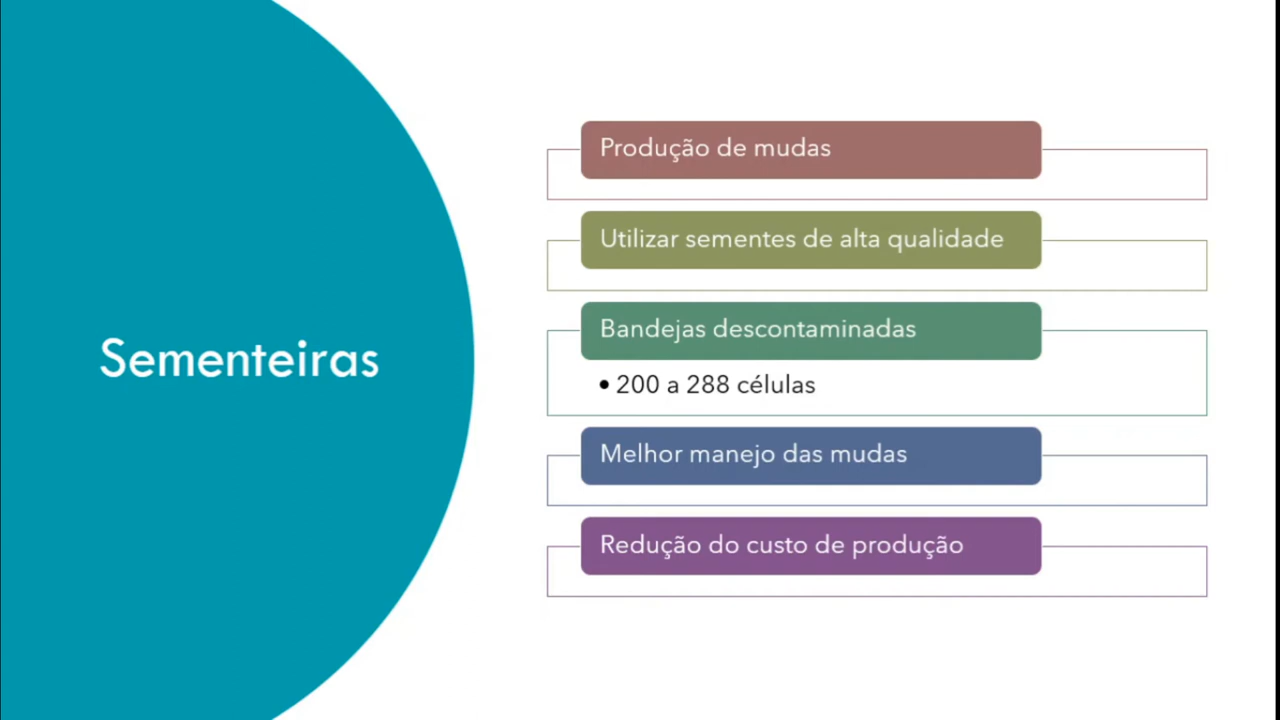 Sementeiras
Produção de mudas
Utilizar sementes de alta qualidade
Bandejas descontaminadas
• 200 a 288 células
Melhor manejo das mudas
Redução do custo de produção